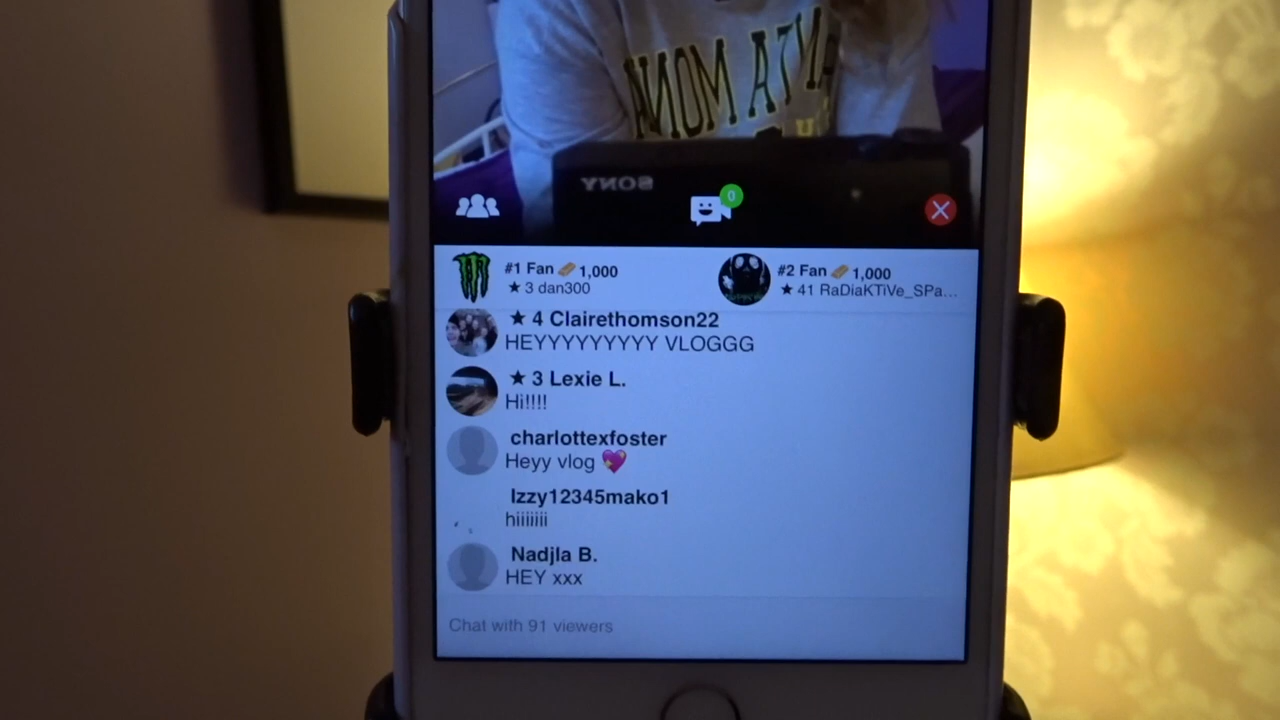 SONY
0
#1 Fan 1,000
★ 3 dan300
#2 Fan 1,000
★ 41 RaDiaKTiVe_SPa...
★ 4 Clairethomson22
HEYYYYYYYYY VLOGGG
★ 3 Lexie L.
Hi!!!!
charlottexfoster
Heyy vlog 💖
Izzy12345mako1
hiiiiiii
Nadjla B.
HEY xxx
Chat with 91 viewers